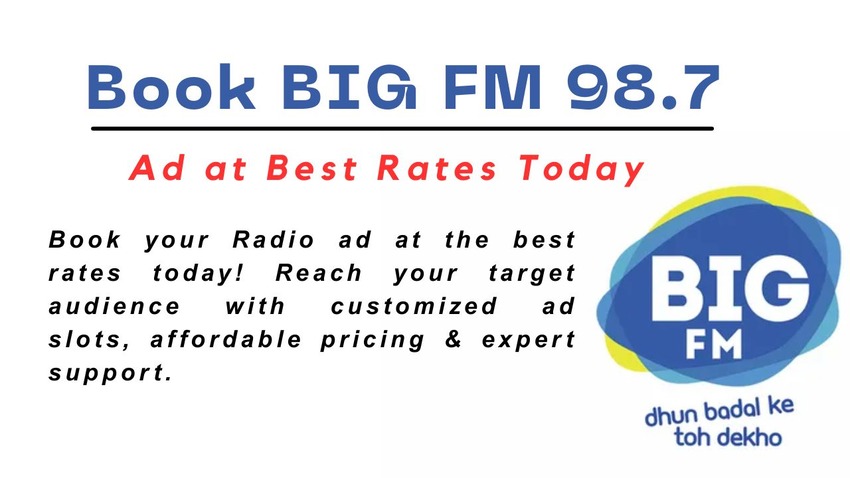 Book BIG FM 98.7
Ad at Best Rates Today
Book your Radio ad at the best
rates today! Reach your target
audience with customized ad
slots, affordable pricing & expert
support.
BIG
FM
dhun badal ke
toh dekho